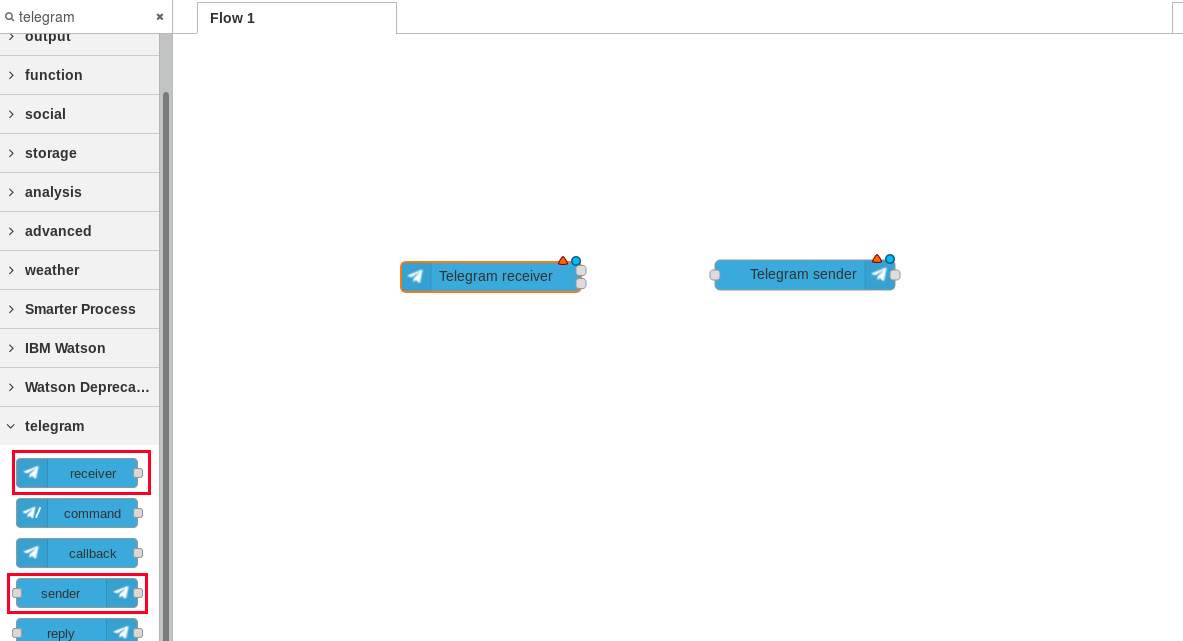 telegram
Flow 1
output
function
social
storage
analysis
advanced
weather
Smarter Process
IBM Watson
Watson Depreca...
telegram
receiver
command
callback
sender
reply
Telegram receiver
Telegram sender